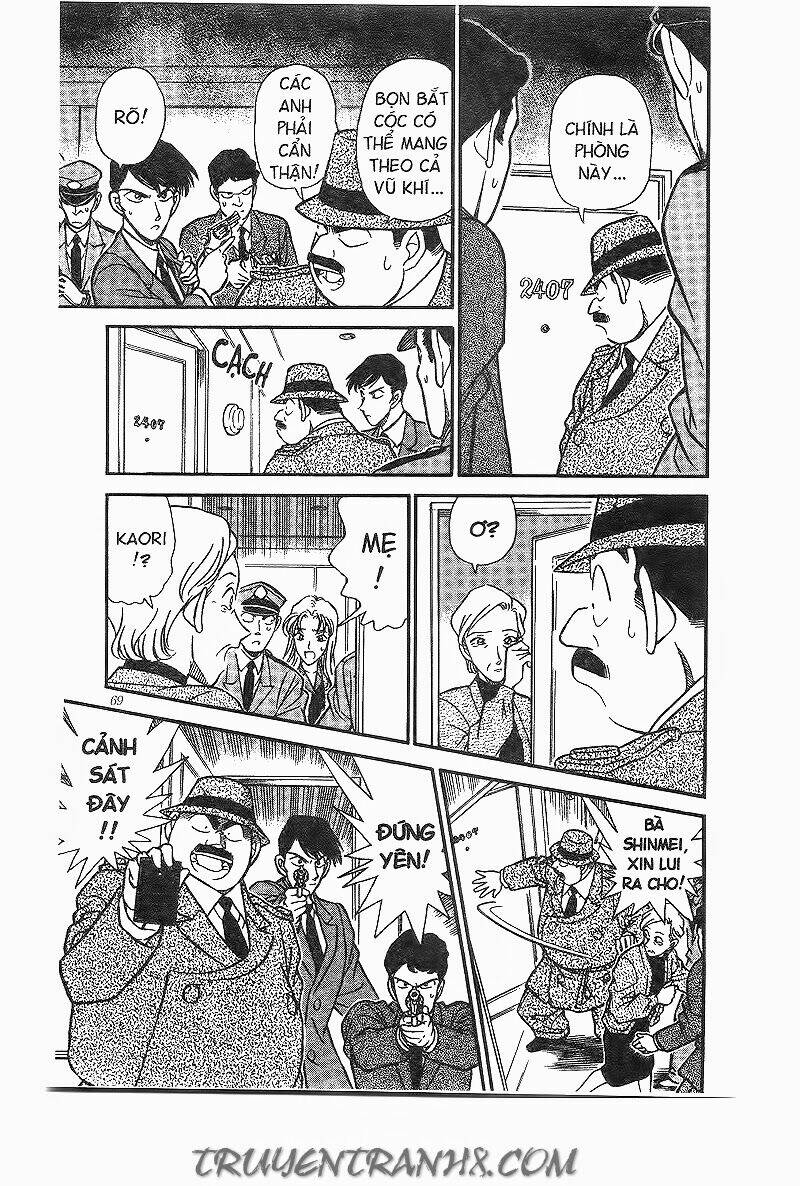 CHÍNH LÀ
PHÒNG
NÀY...
2407
BỌN BẮT
CÓC CÓ
THỂ MANG
THEO CẢ
VŨ KHÍ...
CÁC
ANH
PHẢI
CẨN
THẬN!
RÕ!
CẠCH
2407
Ơ?
MẸ
!
KAORI
!?
69
BÀ
SHINMEI,
XIN LUI
RA CHO!
2407
ĐỨNG
YÊN!
CẢNH
SÁT
ĐÂY
!!
TRUYENTRANH8.COM